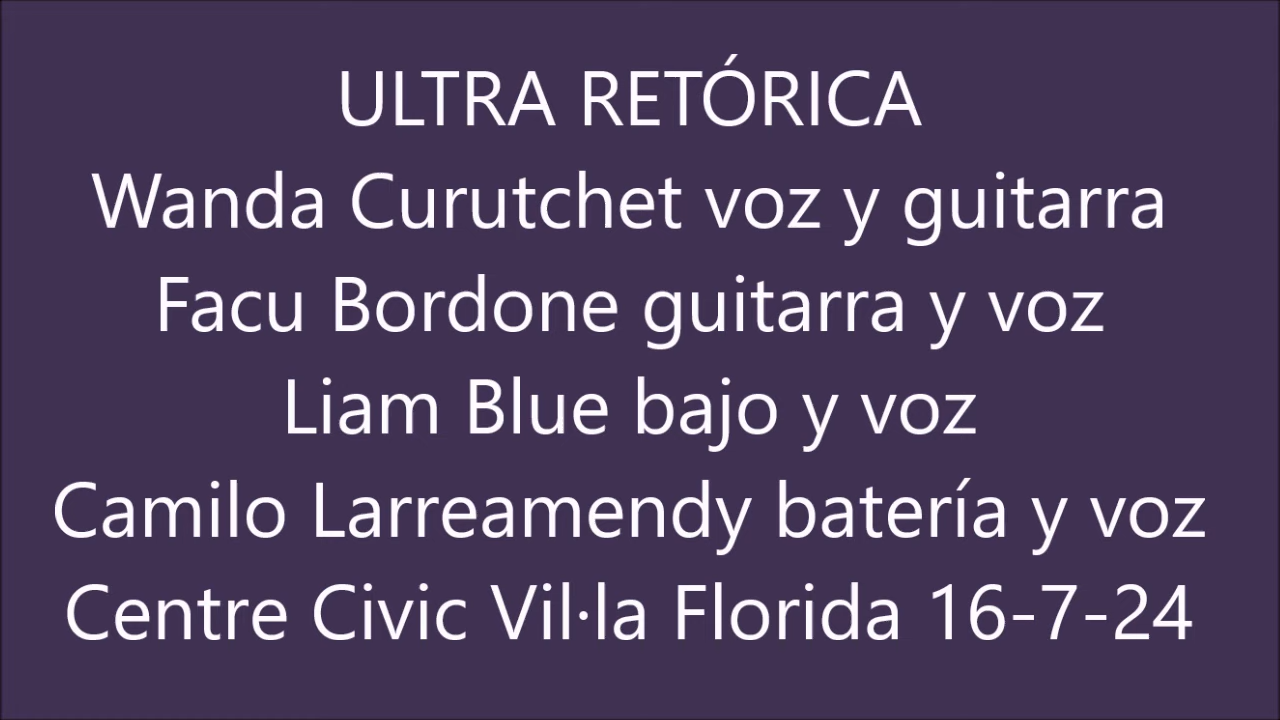 ULTRA RETÓRICA
Wanda Curutchet voz y guitarra
Facu Bordone guitarra y voz
Liam Blue bajo y voz
Camilo Larreamendy batería y voz
Centre Civic Vil·la Florida 16-7-24